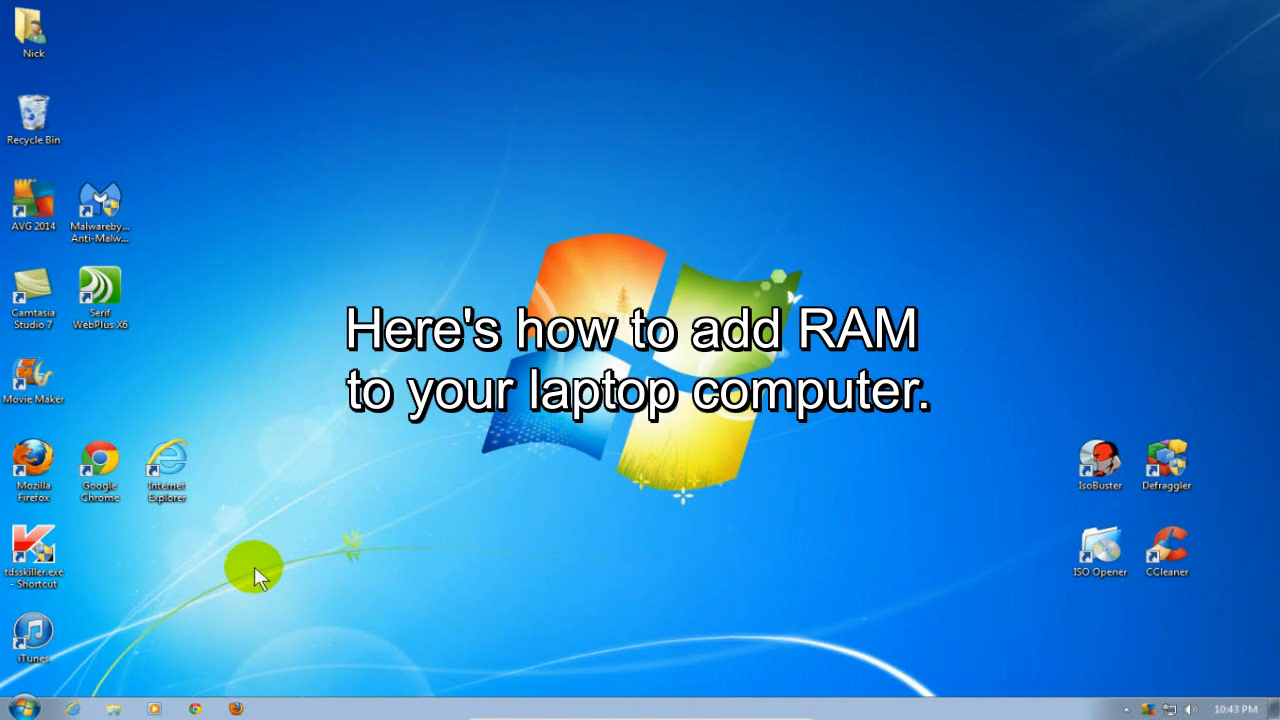 Nick
Recycle Bin
AVG 2014
Malwareby...
Anti-Malw...
Camtasia
Studio 7
Serif
WebPlus X6
Here's how to add RAM
to your laptop computer.
Movie Maker
Mozilla
Firefox
Google
Chrome
Internet
Explorer
IsoBuster
Defraggler
tdsskiller.exe
- Shortcut
ISO Opener
CCleaner
iTunes
10:43 PM